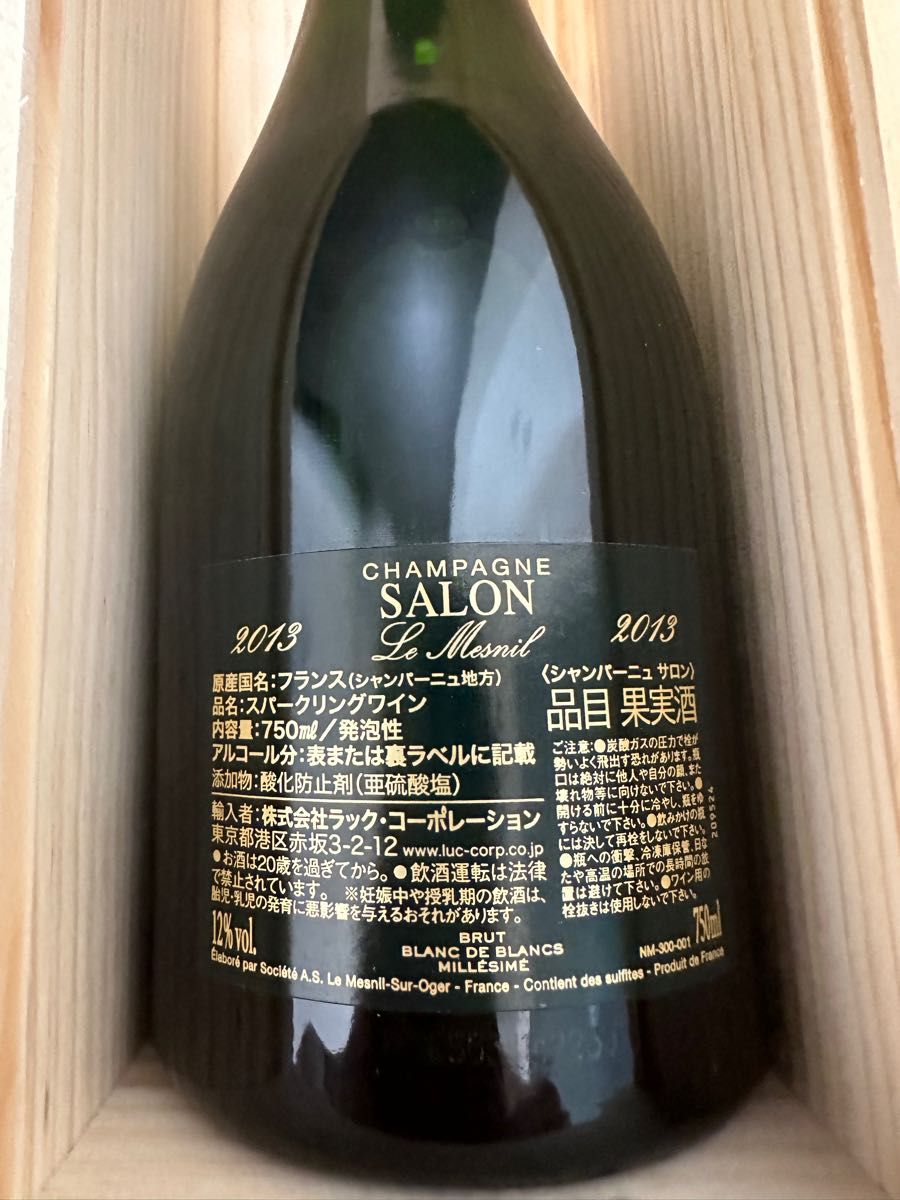 CHAMPAGNE
SALON
Le Mesnil
2013
2013
原産国名:フランス(シャンパーニュ地方)
品名:スパークリングワイン
内容量:750㎖/発泡性
アルコール分:表または裏ラベルに記載
添加物:酸化防止剤(亜硫酸塩)
輸入者:株式会社ラック・コーポレーション
東京都港区赤坂3-2-12 www.luc-corp.co.jp
●お酒は20歳を過ぎてから。●飲酒運転は法律
で禁止されています。 ※妊娠中や授乳期の飲酒は、
胎児・乳児の発育に悪影響を与えるおそれがあります。
〈シャンパーニュ サロン〉
品目 果実酒
ご注意:●炭酸ガスの圧力で栓が
勢いよく飛出す恐れがあります。瓶
口は絶対に他人や自分の顔、また
壊れ物等に向けないで下さい。●
開ける前に十分に冷やし、瓶をゆ
すらないで下さい。●飲みかけの瓶
には決して再栓をしないで下さい。
●瓶への衝撃、冷凍庫保管、日な
たや高温の場所での長時間の放
置は避けて下さい。●ワイン用の
栓抜きは使用しないで下さい。
209524
12% vol.
BRUT
BLANC DE BLANCS
MILLÉSIMÉ
NM-300-001
750ml
Élaboré par Société A.S. Le Mesnil-Sur-Oger - France - Contient des sulfites - Produit de France